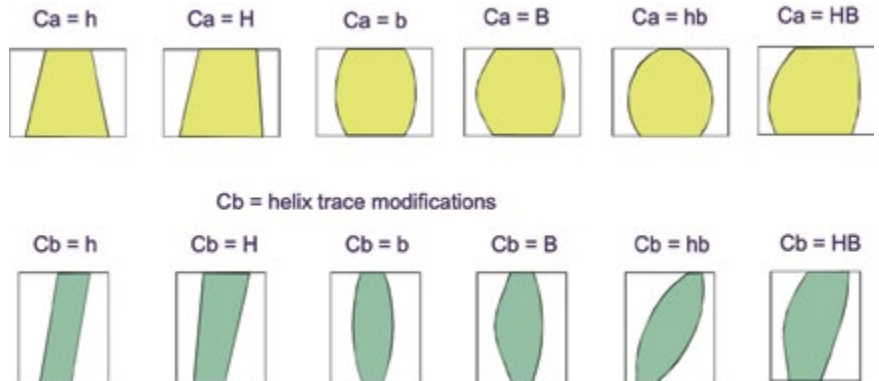 Ca = h Ca = H Ca = b Ca = B Ca = hb Ca = HB
Cb = helix trace modifications
Cb = h Cb = H Cb = b Cb = B Cb = hb Cb = HB